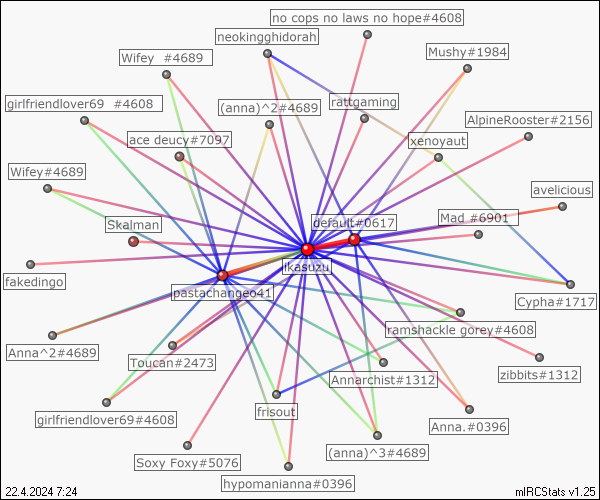 no cops no laws no hope#4608
neokingghidorah
Wifey #4689
Mushy#1984
girlfriendlover69 #4608
(anna)^2#4689
rattgaming
AlpineRooster#2156
ace deucy#7097
xenoyaut
Wifey#4689
avelicious
Skalman
default#0617
Mad_#6901
ikasuzu
fakedingo
pastachangeo41
Cypha#1717
ramshackle gorey#4608
Anna^2#4689
Toucan#2473
Annarchist#1312
zibbits#1312
girlfriendlover69#4608
frisout
Anna.#0396
(anna)^3#4689
Soxy Foxy#5076
hypomanianna#0396
22.4.2024 7:24
mIRCStats v1.25